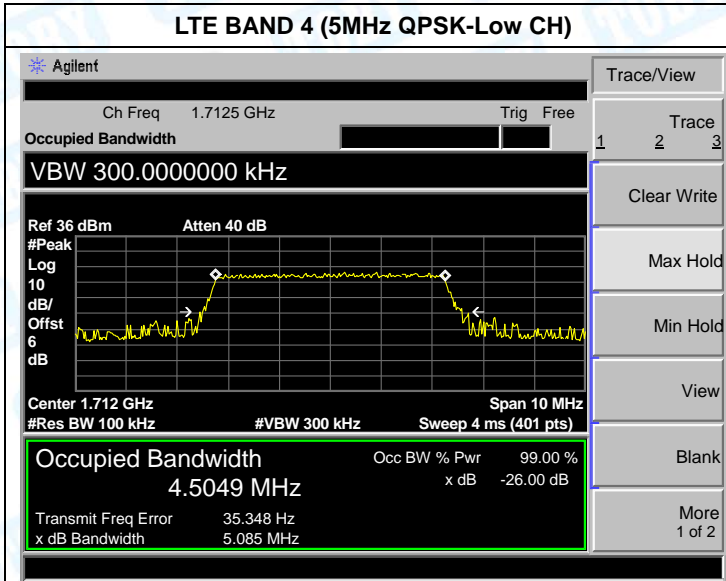 LTE BAND 4 (5MHz QPSK-Low CH)
Agilent
Trace/View
Ch Freq 1.7125 GHz Trig Free
Occupied Bandwidth
Trace
1 2 3
VBW 300.0000000 kHz
Clear Write
Ref 36 dBm Atten 40 dB
#Peak
Log
10
dB/
Offst
6
dB
Max Hold
Min Hold
View
Center 1.712 GHz Span 10 MHz
#Res BW 100 kHz #VBW 300 kHz Sweep 4 ms (401 pts)
Occupied Bandwidth Occ BW % Pwr 99.00 %
4.5049 MHz x dB -26.00 dB
Transmit Freq Error 35.348 Hz
x dB Bandwidth 5.085 MHz
Blank
More
1 of 2